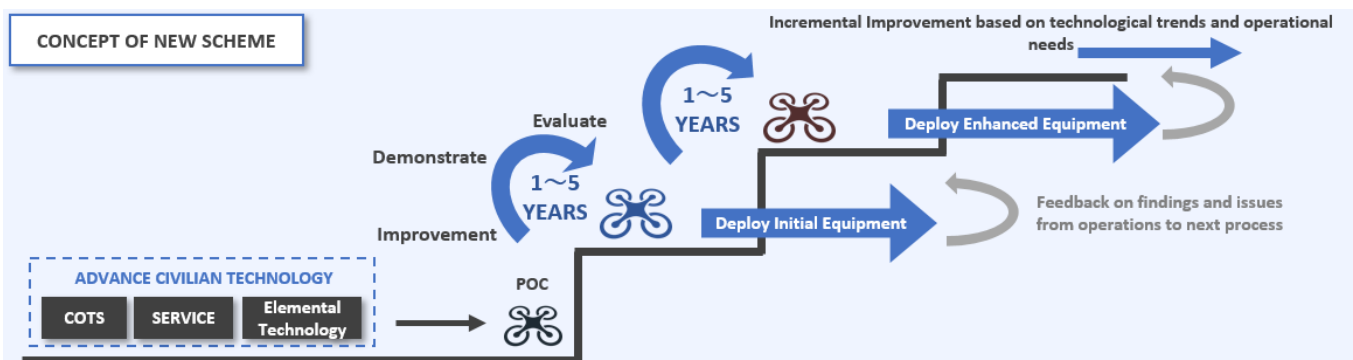 CONCEPT OF NEW SCHEME
Incremental Improvement based on technological trends and operational
needs
1～5
YEARS
Evaluate
Deploy Enhanced Equipment
Demonstrate
1～5
YEARS
Improvement
Deploy Initial Equipment
Feedback on findings and issues
from operations to next process
ADVANCE CIVILIAN TECHNOLOGY
COTS
SERVICE
Elemental
Technology
POC